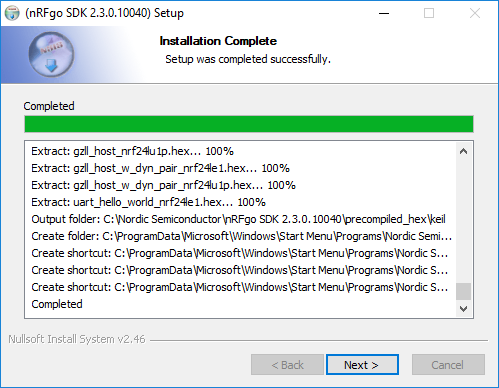 (nRFgo SDK 2.3.0.10040) Setup
Installation Complete
Setup was completed successfully.
Completed
Extract: gzll_host_nrf24lu1p.hex... 100%
Extract: gzll_host_w_dyn_pair_nrf24le1.hex... 100%
Extract: gzll_host_w_dyn_pair_nrf24lu1p.hex... 100%
Extract: uart_hello_world_nrf24le1.hex... 100%
Output folder: C:\Nordic Semiconductor\nRFgo SDK 2.3.0.10040\precompiled_hex\keil
Create folder: C:\ProgramData\Microsoft\Windows\Start Menu\Programs\Nordic Semi...
Create shortcut: C:\ProgramData\Microsoft\Windows\Start Menu\Programs\Nordic S...
Create shortcut: C:\ProgramData\Microsoft\Windows\Start Menu\Programs\Nordic S...
Create shortcut: C:\ProgramData\Microsoft\Windows\Start Menu\Programs\Nordic S...
Completed
Nullsoft Install System v2.46
< Back
Next >
Cancel